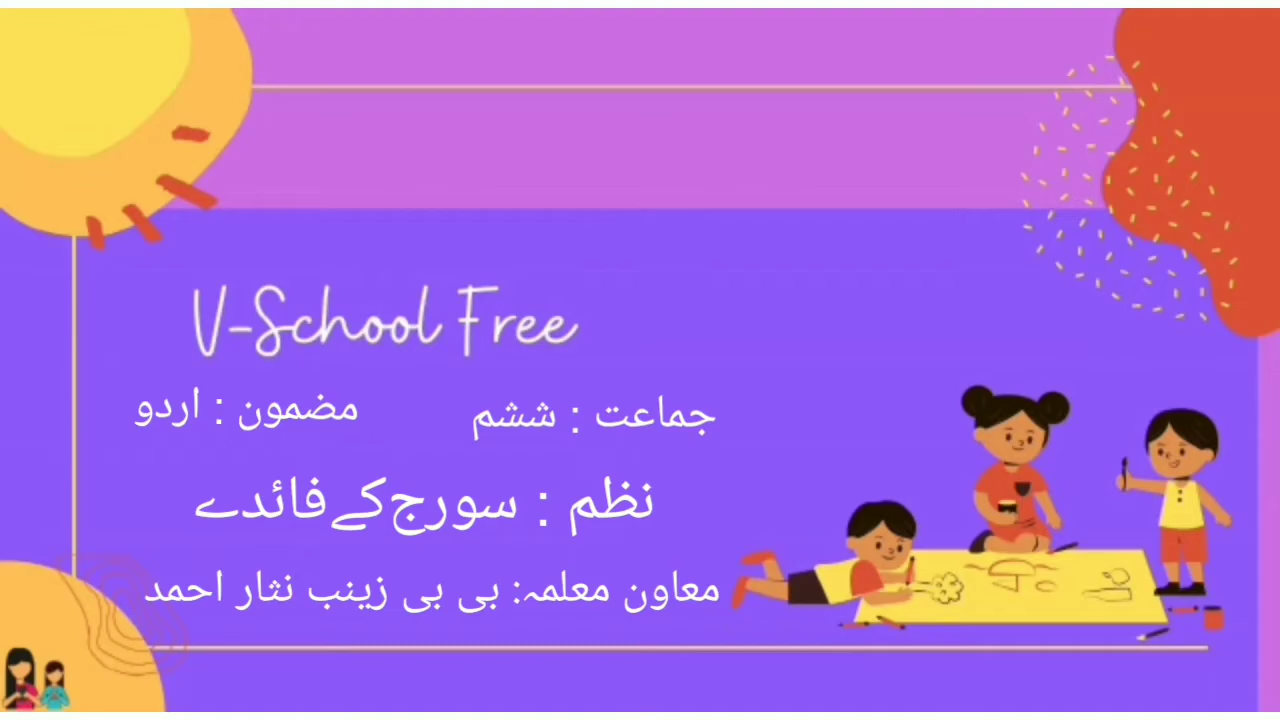 V-School Free
جماعت : ششم مضمون : اردو
نظم : سورج کے فائدے
معاون معلمہ: بی بی زینب نثار احمد